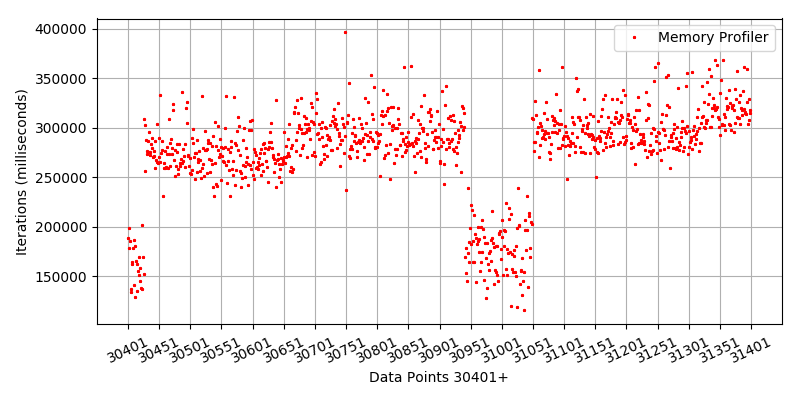 Memory Profiler
Iterations (milliseconds)
400000
350000
300000
250000
200000
150000
30401 30451 30501 30551 30601 30651 30701 30751 30801 30851 30901 30951 31001 31051 31101 31151 31201 31251 31301 31351 31401
Data Points 30401+